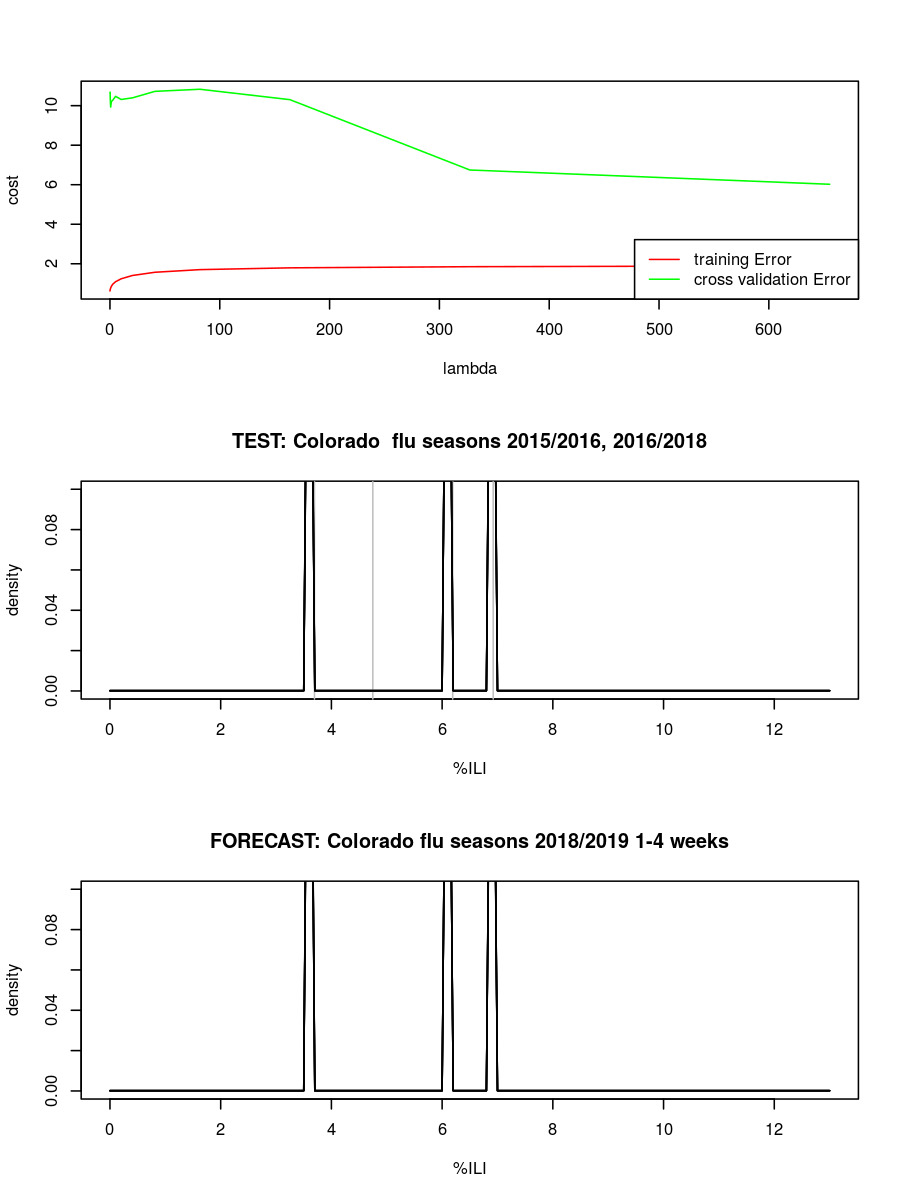 10
8
6
4
2
cost
training Error
cross validation Error
0 100 200 300 400 500 600
lambda
TEST: Colorado  flu seasons 2015/2016, 2016/2018
0.08
0.04
0.00
density
0 2 4 6 8 10 12
%ILI
FORECAST: Colorado flu seasons 2018/2019 1-4 weeks
0.08
0.04
0.00
density
0 2 4 6 8 10 12
%ILI